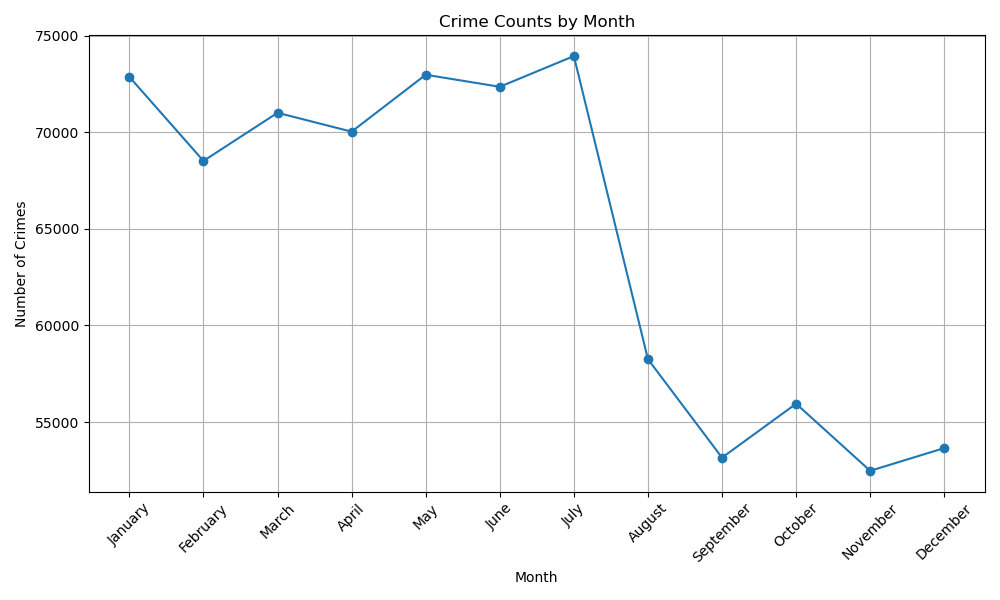 Crime Counts by Month
Number of Crimes
75000
70000
65000
60000
55000
January
February
March
April
May
June
July
August
September
October
November
December
Month